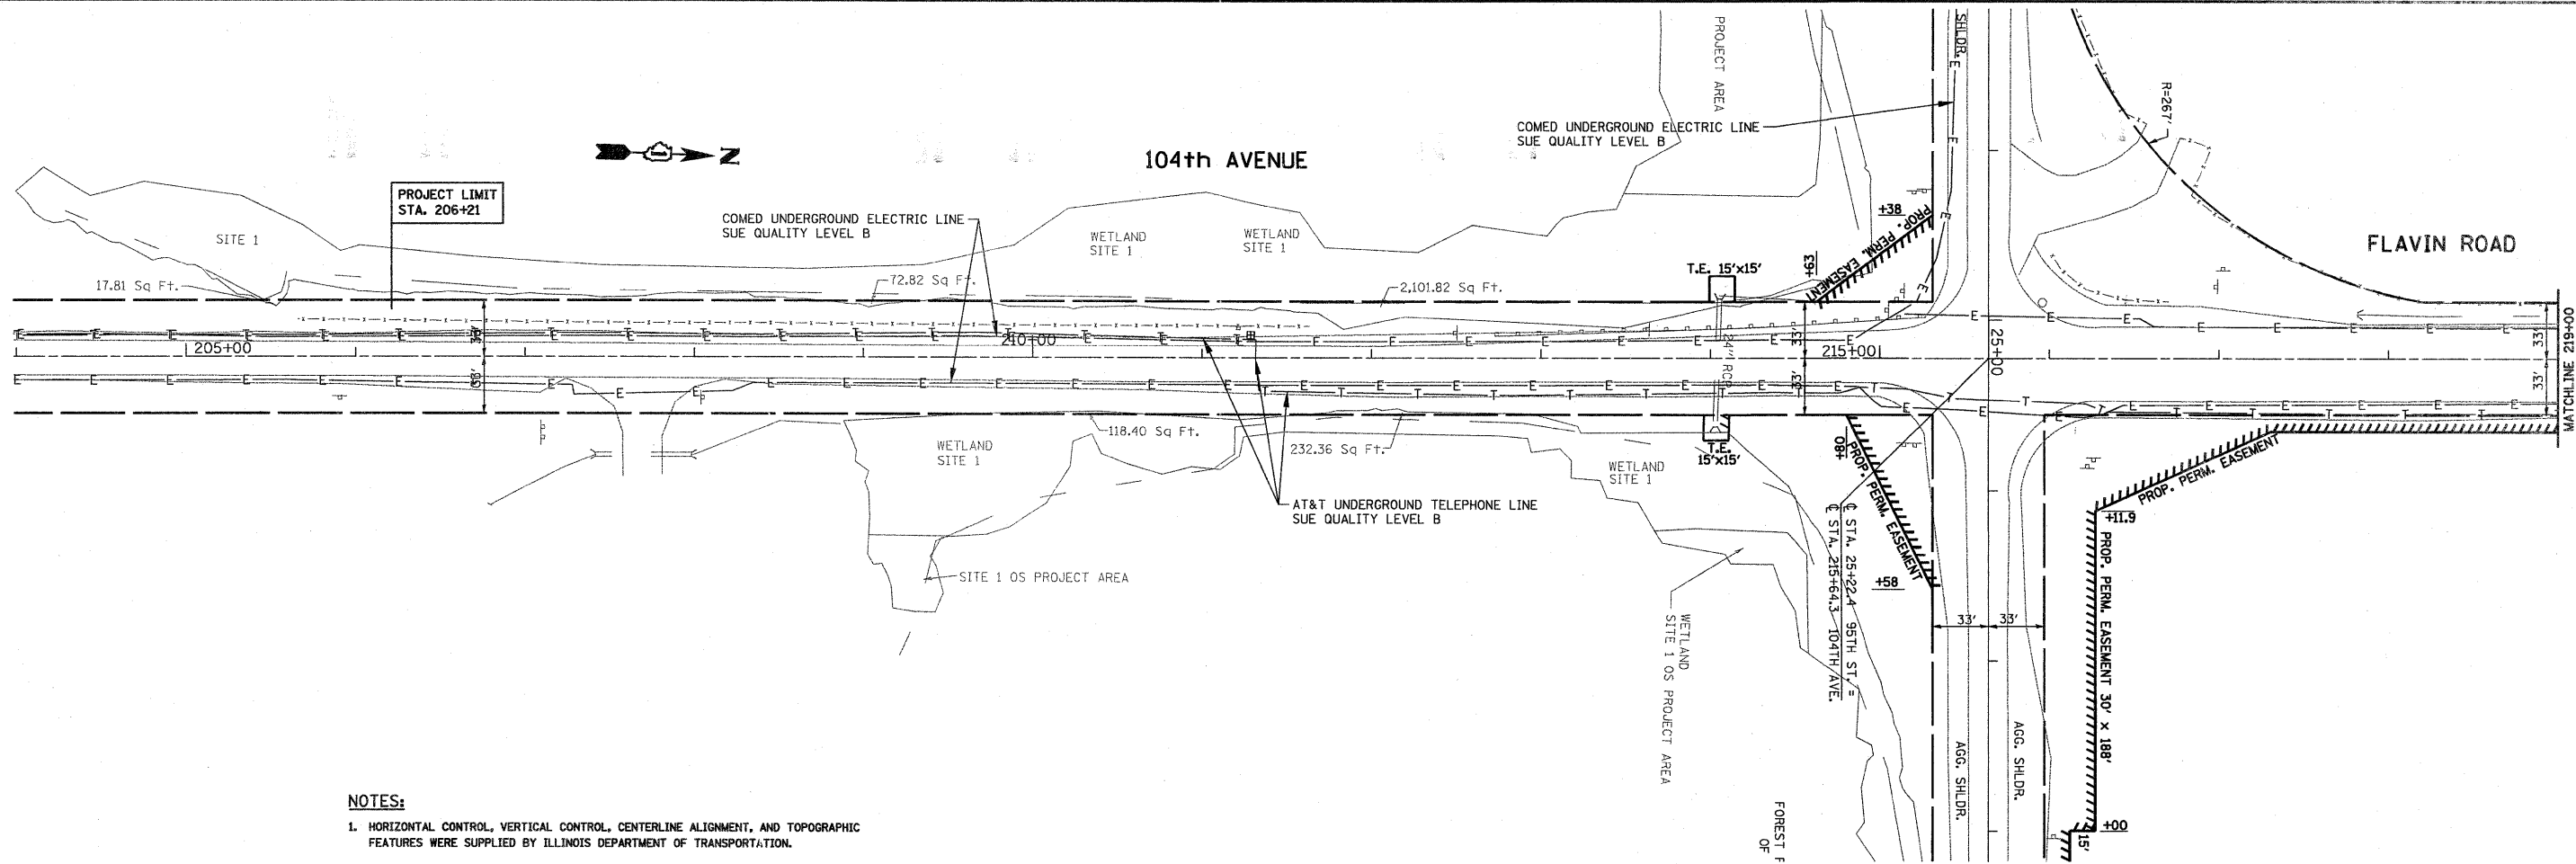 104th AVENUE
FLAVIN ROAD
N
PROJECT LIMIT
STA. 206+21
COMED UNDERGROUND ELECTRIC LINE
SUE QUALITY LEVEL B
COMED UNDERGROUND ELECTRIC LINE
SUE QUALITY LEVEL B
PROJECT AREA
SHLDR.
R=267'
SITE 1
WETLAND
SITE 1
WETLAND
SITE 1
17.81 Sq Ft.
72.82 Sq Ft.
2,101.82 Sq Ft.
T.E. 15'x15'
+63
+38
PROP. PERM. EASEMENT
205+00
210+00
215+00
25+00
24" RCP
33'
33'
33'
33'
33'
MATCHLINE 219+00
118.40 Sq Ft.
232.36 Sq Ft.
WETLAND
SITE 1
WETLAND
SITE 1
T.E.
15'x15'
+80
PROP. PERM. EASEMENT
+58
AT&T UNDERGROUND TELEPHONE LINE
SUE QUALITY LEVEL B
SITE 1 OS PROJECT AREA
WETLAND
SITE 1 OS PROJECT AREA
℄ STA. 25+22.4 95TH ST. =
℄ STA. 215+64.3 104TH AVE.
33'
33'
PROP. PERM. EASEMENT
+11.9
PROP. PERM. EASEMENT 30' x 188'
+00
15'
AGG. SHLDR.
AGG. SHLDR.
OF
NOTES:
1. HORIZONTAL CONTROL, VERTICAL CONTROL, CENTERLINE ALIGNMENT, AND TOPOGRAPHIC
FEATURES WERE SUPPLIED BY ILLINOIS DEPARTMENT OF TRANSPORTATION.
FOREST